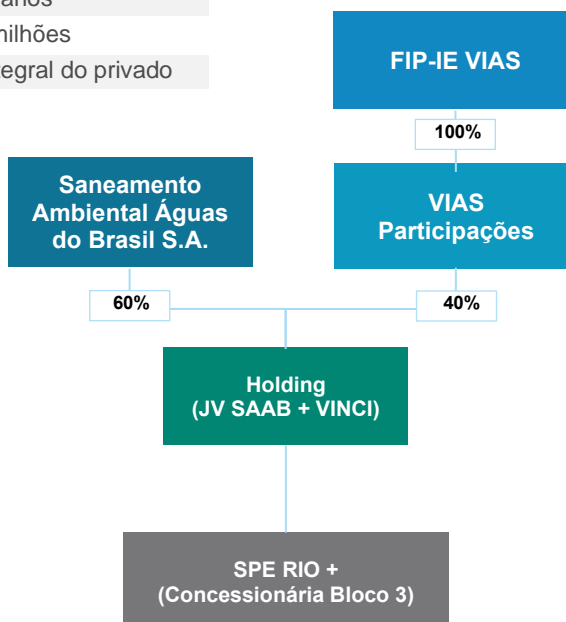 anos
milhões
tegral do privado
FIP-IE VIAS
100%
Saneamento
Ambiental Águas
do Brasil S.A.
VIAS
Participações
60%
40%
Holding
(JV SAAB + VINCI)
SPE RIO +
(Concessionária Bloco 3)